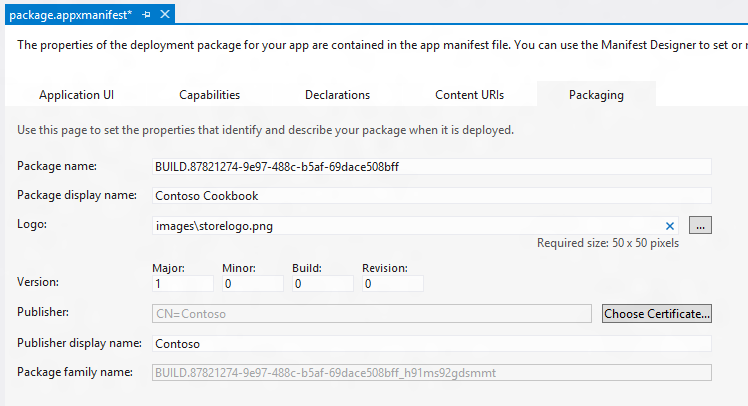 package.appxmanifest*
The properties of the deployment package for your app are contained in the app manifest file. You can use the Manifest Designer to set or
Application UI Capabilities Declarations Content URIs Packaging
Use this page to set the properties that identify and describe your package when it is deployed.
Package name: BUILD.87821274-9e97-488c-b5af-69dace508bff
Package display name: Contoso Cookbook
Logo: images\storelogo.png ...
Required size: 50 x 50 pixels
Major: Minor: Build: Revision:
Version: 1 0 0 0
Publisher: CN=Contoso Choose Certificate...
Publisher display name: Contoso
Package family name: BUILD.87821274-9e97-488c-b5af-69dace508bff_h91ms92gdsmmt